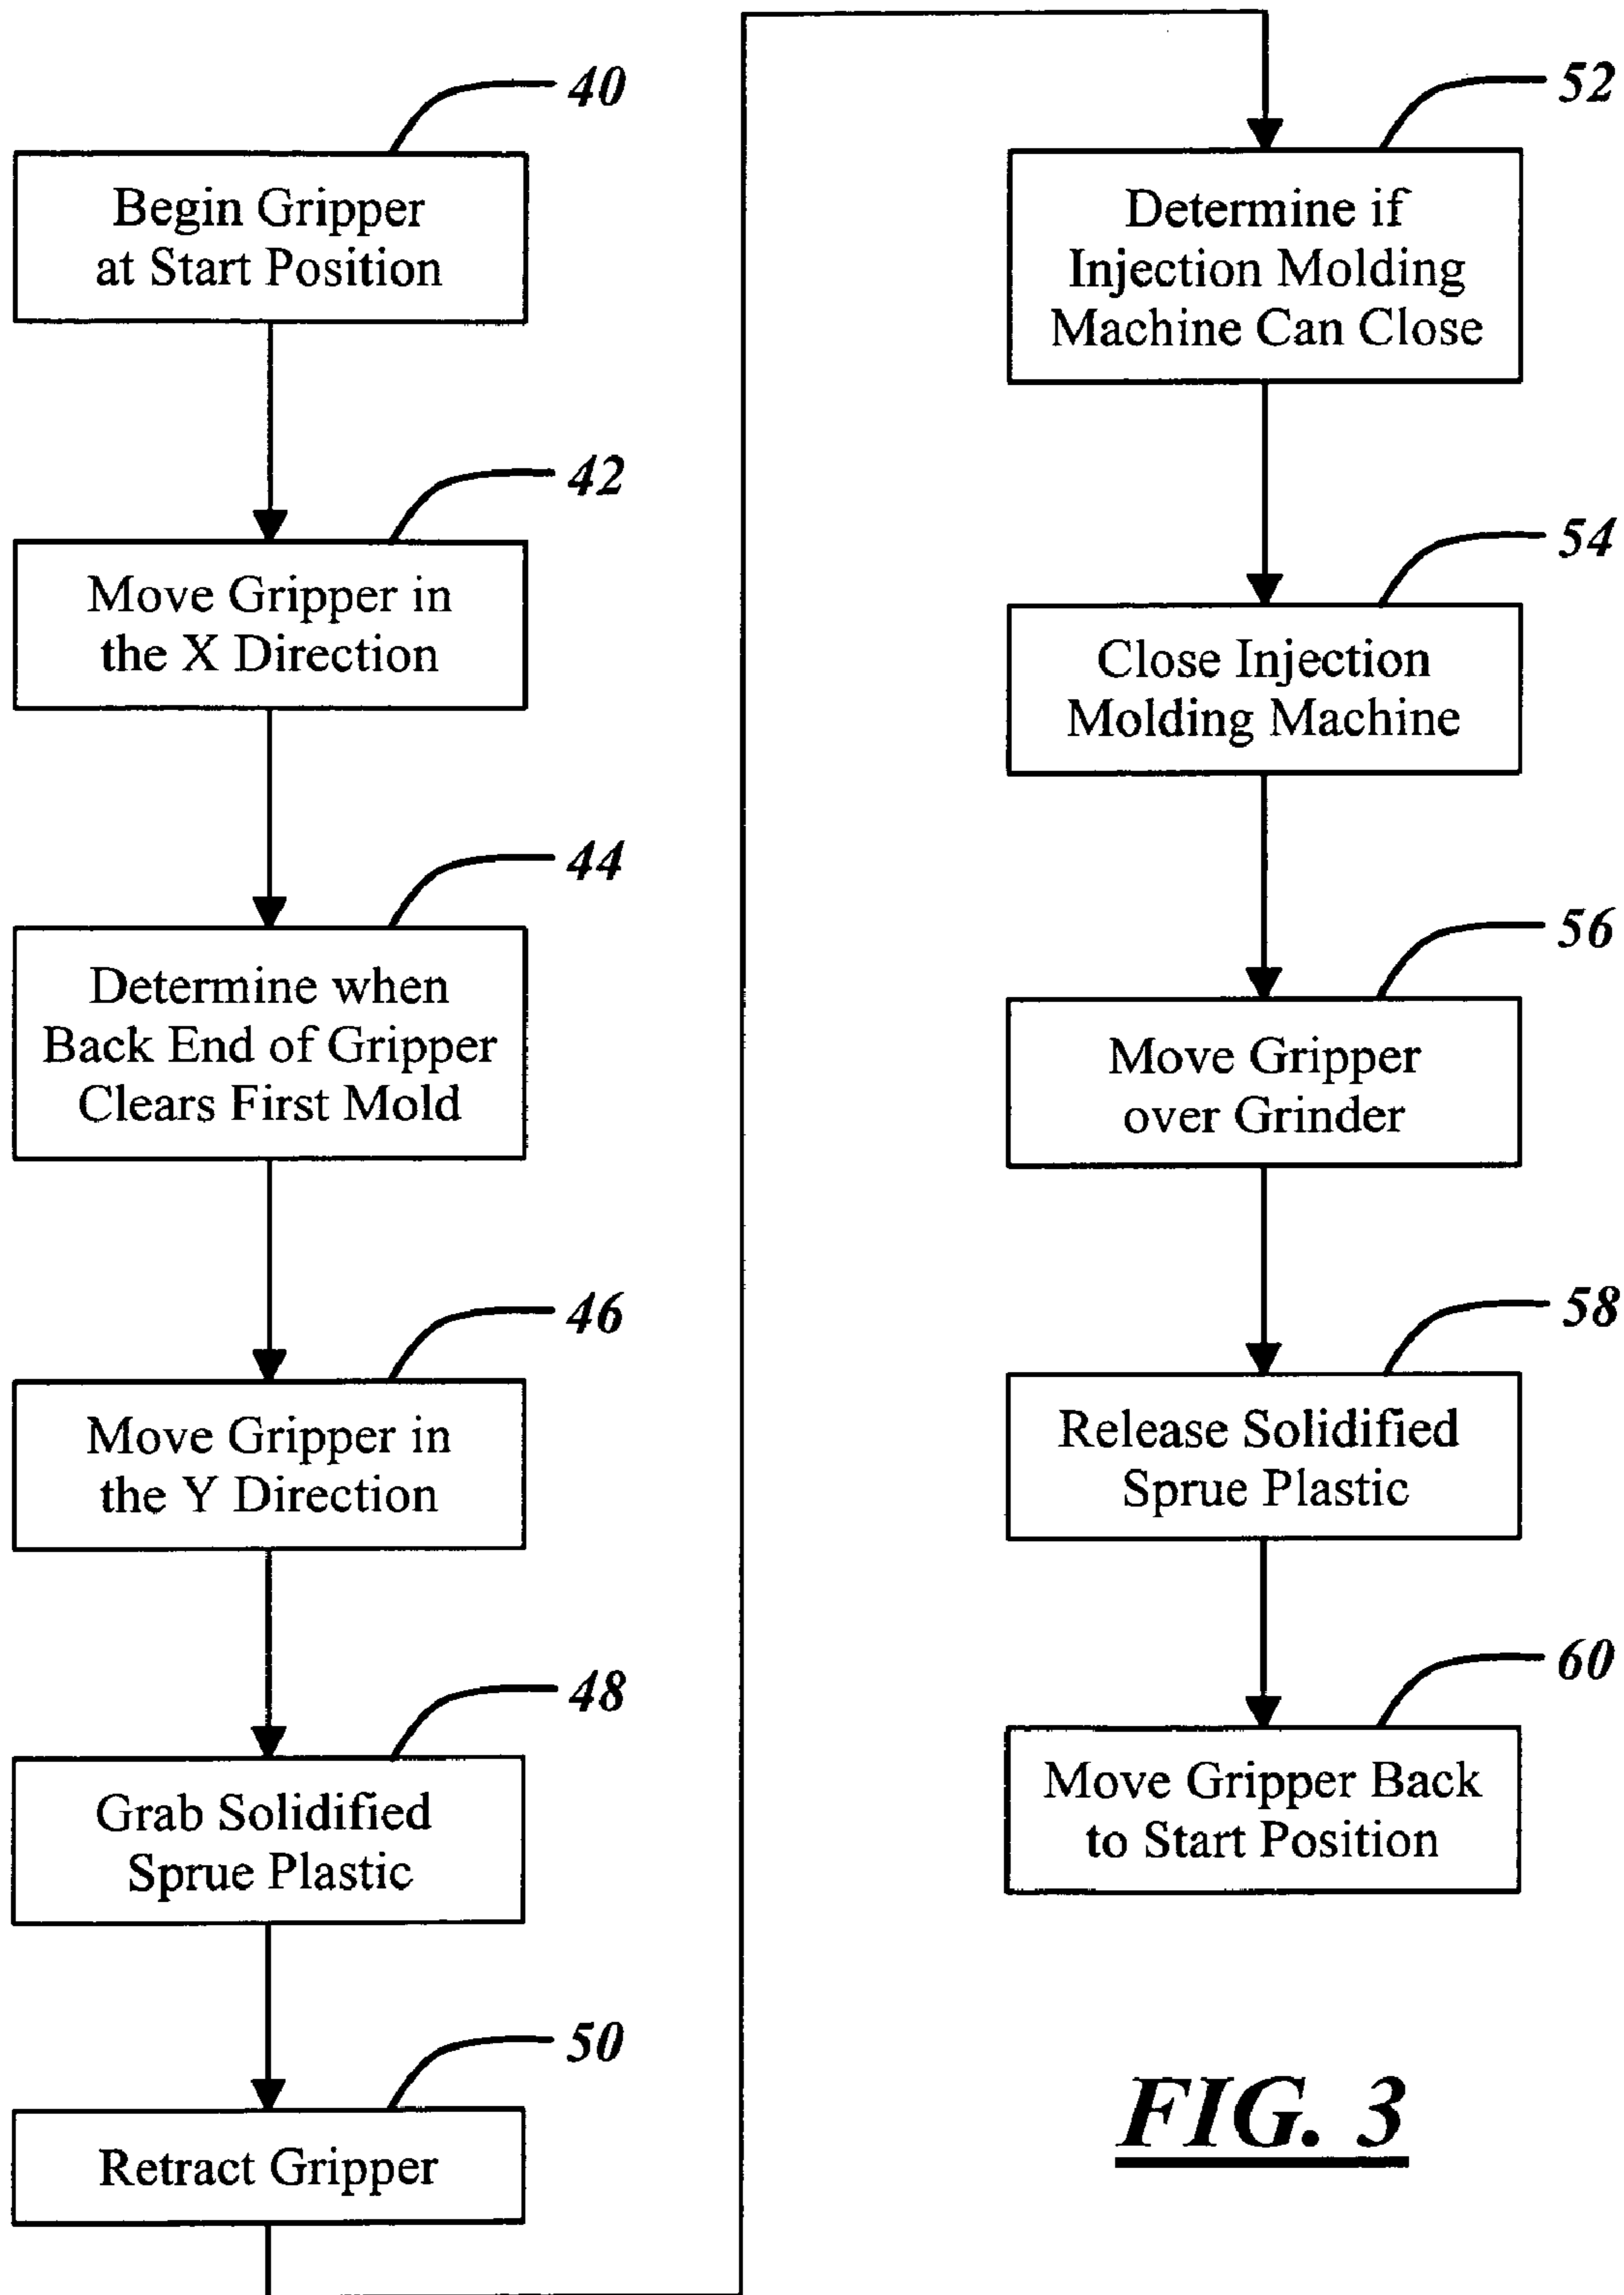 40
Begin Gripper
at Start Position
42
Move Gripper in
the X Direction
44
Determine when
Back End of Gripper
Clears First Mold
46
Move Gripper in
the Y Direction
48
Grab Solidified
Sprue Plastic
50
Retract Gripper
52
Determine if
Injection Molding
Machine Can Close
54
Close Injection
Molding Machine
56
Move Gripper
over Grinder
58
Release Solidified
Sprue Plastic
60
Move Gripper Back
to Start Position
FIG. 3